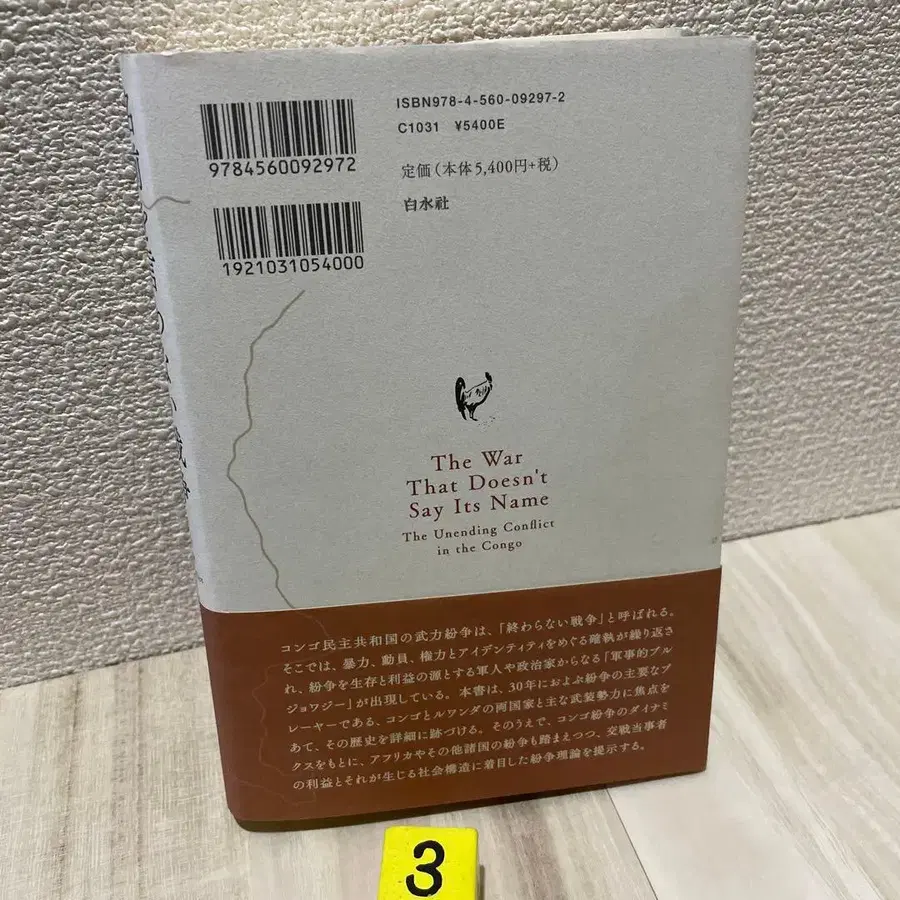 ISBN978-4-560-09297-2
C1031 ¥5400E
9784560092972
定価(本体5,400円+税)
白水社
1921031054000
The War
That Doesn't
Say Its Name
The Unending Conflict
in the Congo
コンゴ民主共和国の武力紛争は、「終わらない戦争」と呼ばれる。
そこでは、暴力、動員、権力とアイデンティティをめぐる確執が繰り返さ
れ、紛争を生存と利益の源とする軍人や政治家からなる「軍事的ブル
ジョワジー」が出現している。本書は、30年におよぶ紛争の主要なプ
レーヤーである、コンゴとルワンダの両国家と主な武装勢力に焦点を
あて、その歴史を詳細に跡づける。そのうえで、コンゴ紛争のダイナミ
クスをもとに、アフリカやその他諸国の紛争も踏まえつつ、交戦当事者
の利益とそれが生じる社会構造に着目した紛争理論を提示する。
3